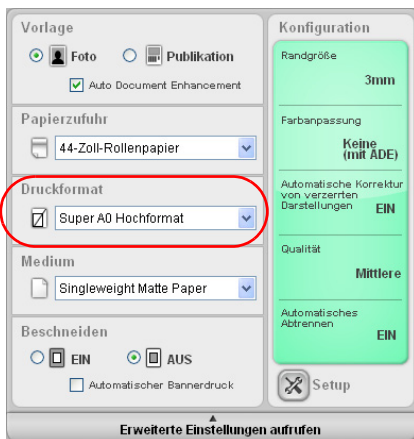 Vorlage
Foto
Publikation
Auto Document Enhancement
Papierzufuhr
44-Zoll-Rollenpapier
Druckformat
Super A0 Hochformat
Medium
Singleweight Matte Paper
Beschneiden
EIN
AUS
Automatischer Bannerdruck
Konfiguration
Randgröße
3mm
Farbanpassung
Keine
(mit ADE)
Automatische Korrektur
von verzerrten
Darstellungen
EIN
Qualität
Mittlere
Automatisches
Abtrennen
EIN
Setup
Erweiterte Einstellungen aufrufen